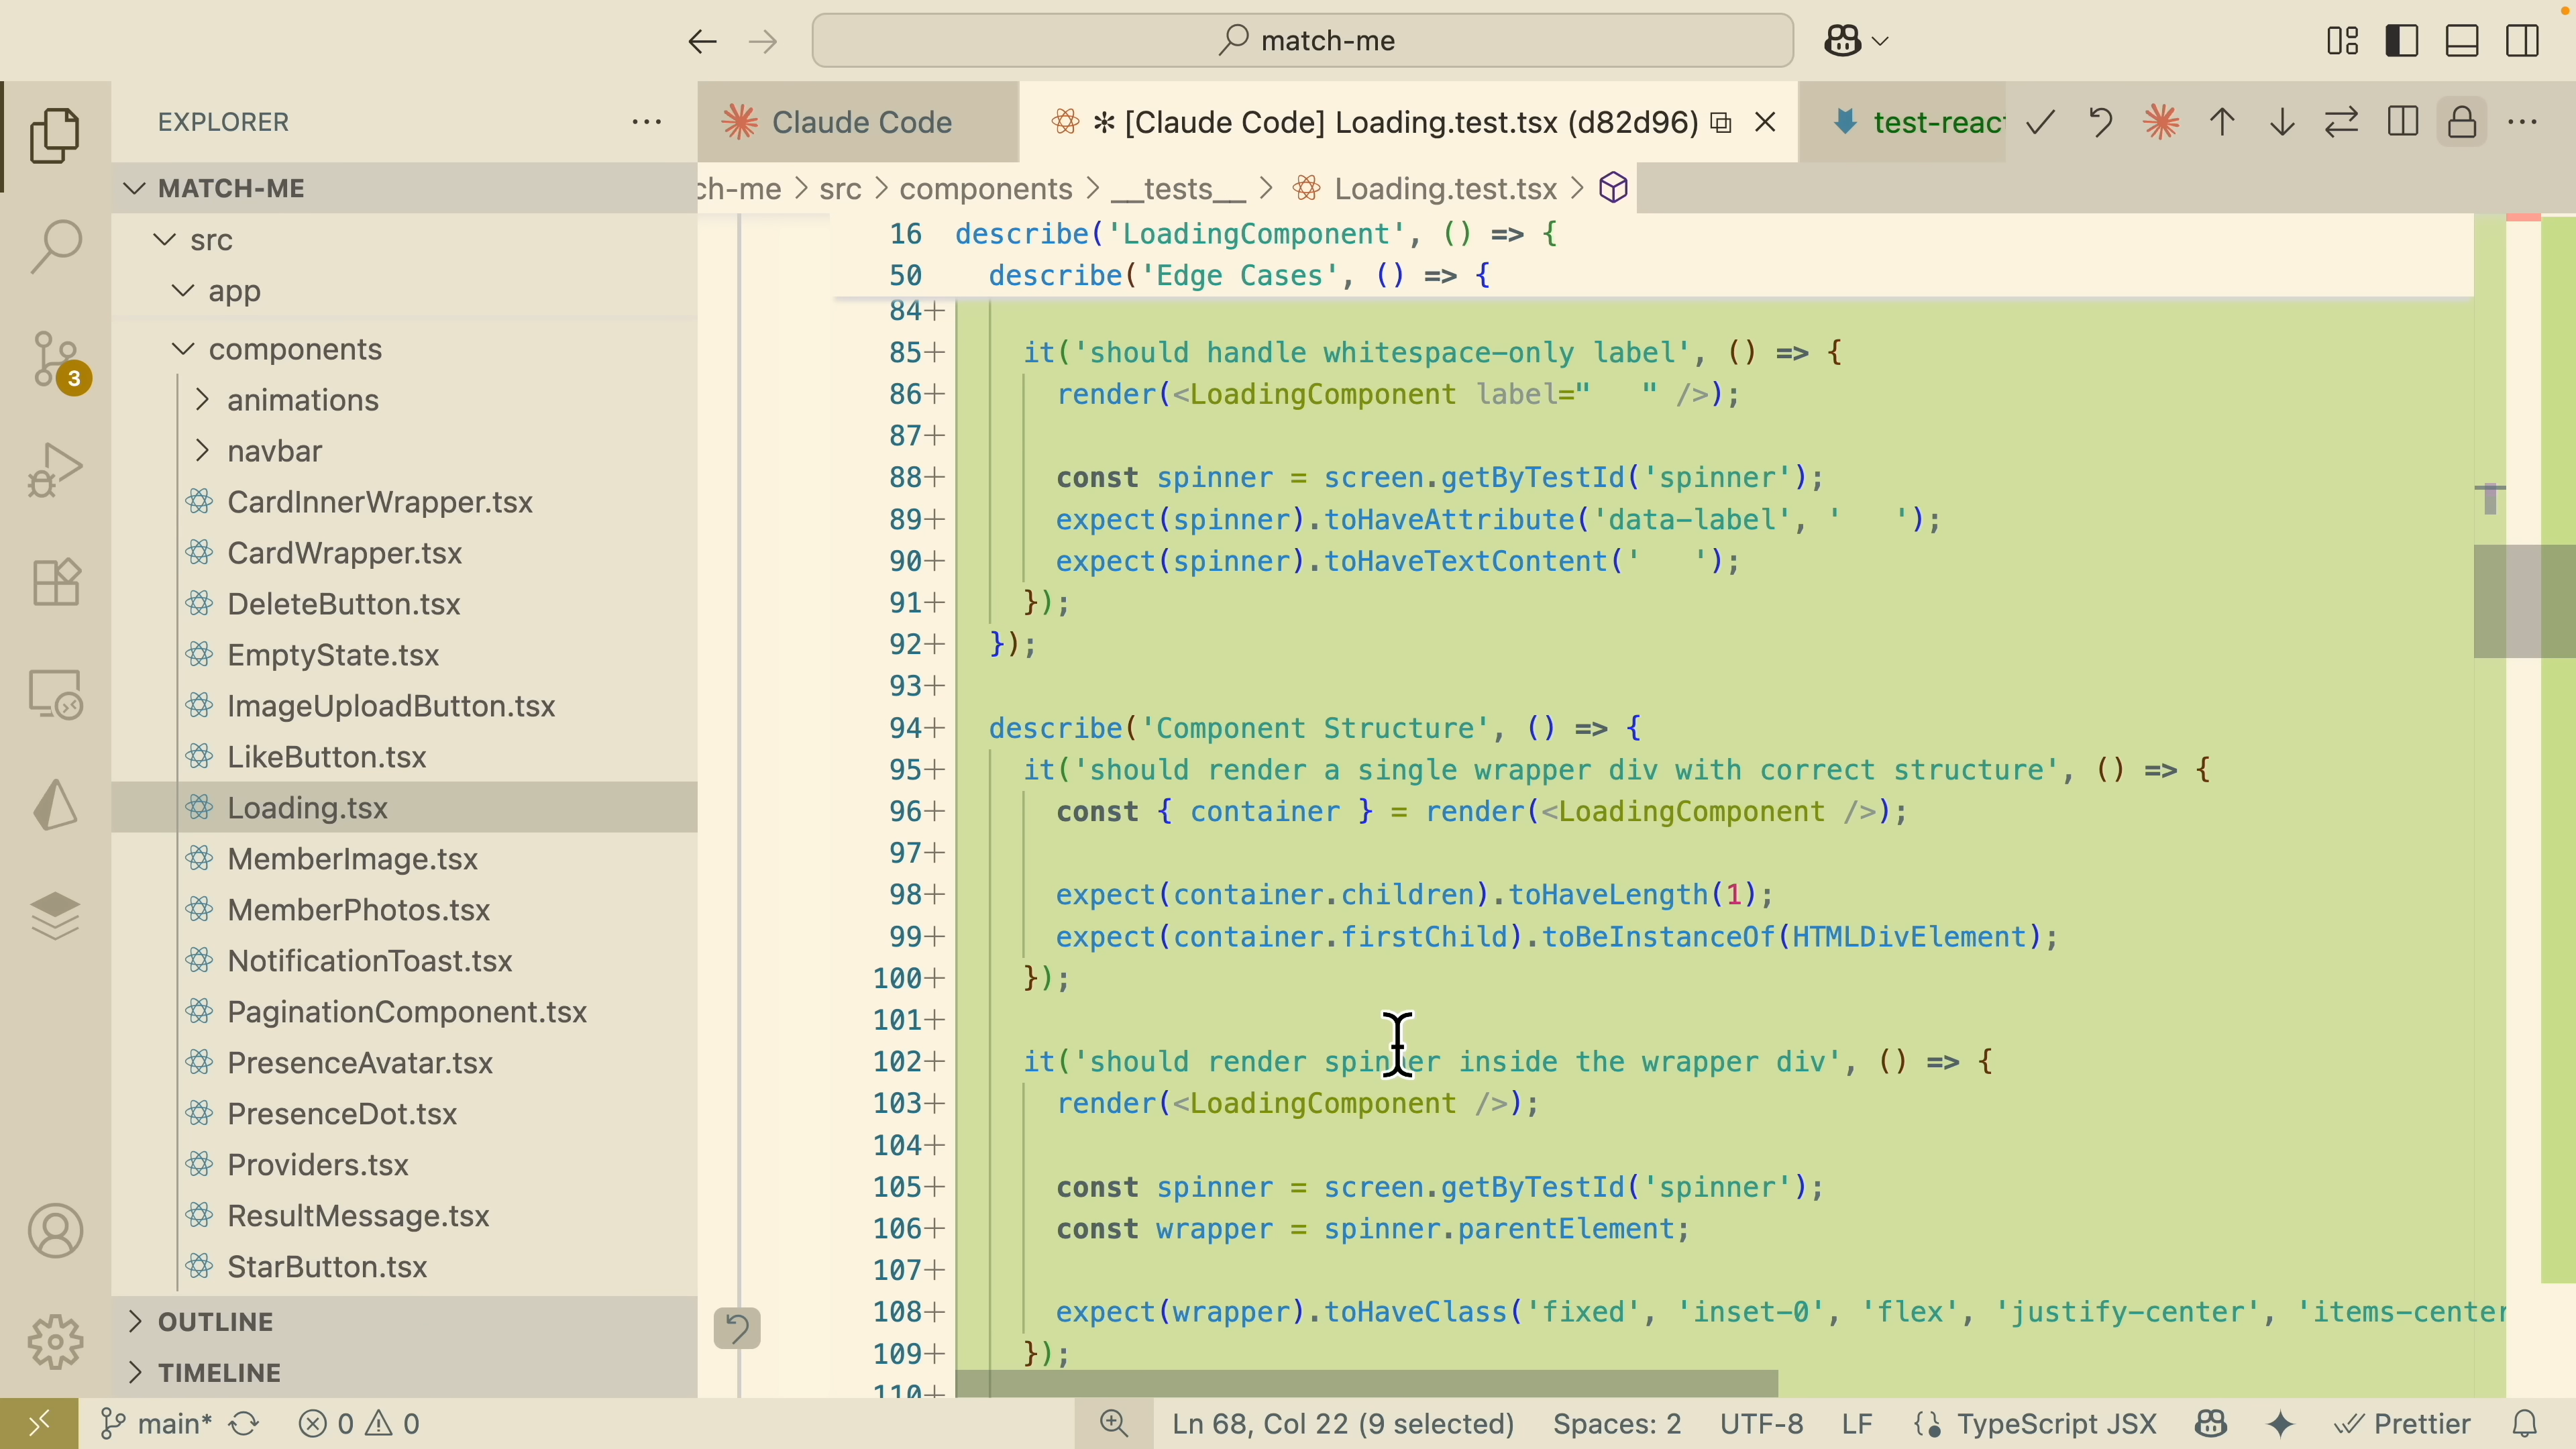 match-me
EXPLORER
MATCH-ME
src
app
components
animations
navbar
CardInnerWrapper.tsx
CardWrapper.tsx
DeleteButton.tsx
EmptyState.tsx
ImageUploadButton.tsx
LikeButton.tsx
Loading.tsx
MemberImage.tsx
MemberPhotos.tsx
NotificationToast.tsx
PaginationComponent.tsx
PresenceAvatar.tsx
PresenceDot.tsx
Providers.tsx
ResultMessage.tsx
StarButton.tsx
OUTLINE
TIMELINE
3
Claude Code
✻ [Claude Code] Loading.test.tsx (d82d96)
test-reac
ch-me > src > components > __tests__ > Loading.test.tsx >
16 describe('LoadingComponent', () => {
50 describe('Edge Cases', () => {
84+
85+ it('should handle whitespace-only label', () => {
86+ render(<LoadingComponent label="   " />);
87+
88+ const spinner = screen.getByTestId('spinner');
89+ expect(spinner).toHaveAttribute('data-label', '   ');
90+ expect(spinner).toHaveTextContent('   ');
91+ });
92+ });
93+
94+ describe('Component Structure', () => {
95+ it('should render a single wrapper div with correct structure', () => {
96+ const { container } = render(<LoadingComponent />);
97+
98+ expect(container.children).toHaveLength(1);
99+ expect(container.firstChild).toBeInstanceOf(HTMLDivElement);
100+ });
101+
102+ it('should render spinner inside the wrapper div', () => {
103+ render(<LoadingComponent />);
104+
105+ const spinner = screen.getByTestId('spinner');
106+ const wrapper = spinner.parentElement;
107+
108+ expect(wrapper).toHaveClass('fixed', 'inset-0', 'flex', 'justify-center', 'items-center
109+ });
110+
main* 0 0
Ln 68, Col 22 (9 selected) Spaces: 2 UTF-8 LF TypeScript JSX Prettier